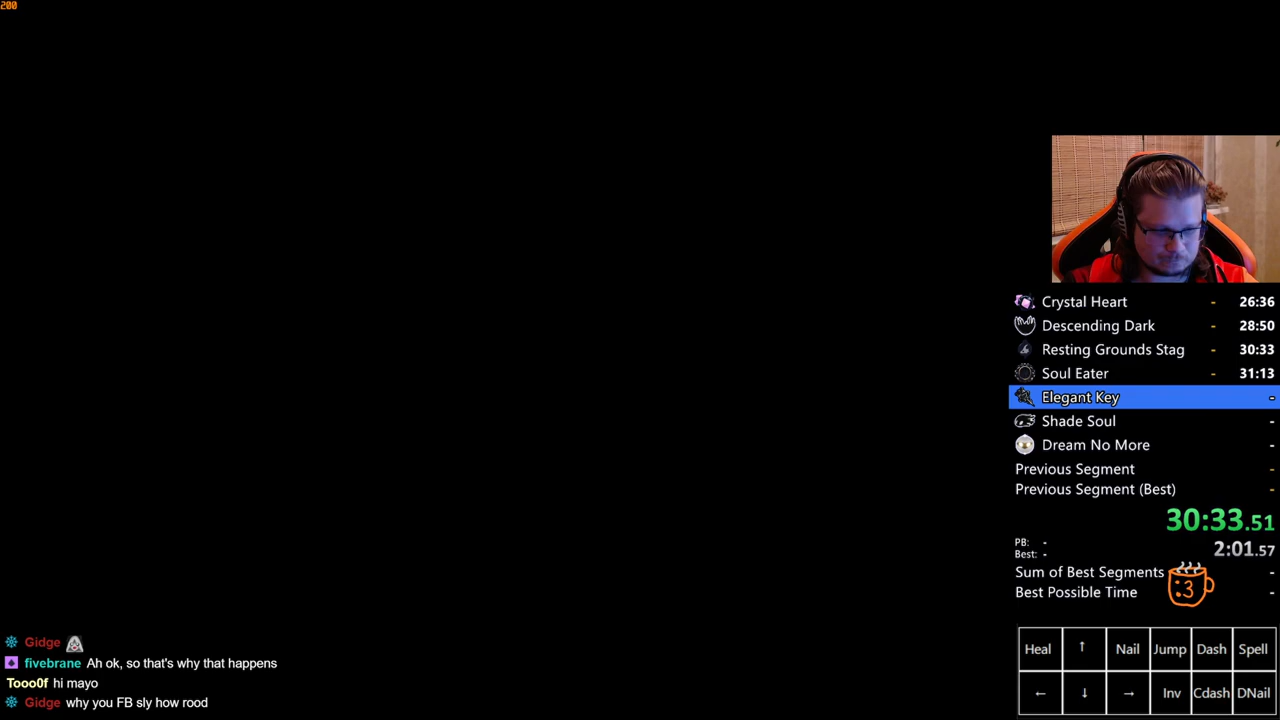 200
Crystal Heart - 26:36
Descending Dark - 28:50
Resting Grounds Stag - 30:33
Soul Eater - 31:13
Elegant Key -
Shade Soul -
Dream No More -
Previous Segment -
Previous Segment (Best) -
30:33.51
PB: -
Best: -
2:01.57
Sum of Best Segments -
Best Possible Time -
:3
Heal ↑ Nail Jump Dash Spell
← ↓ → Inv Cdash DNail
Gidge
fivebrane Ah ok, so that's why that happens
Tooo0f hi mayo
Gidge why you FB sly how rood